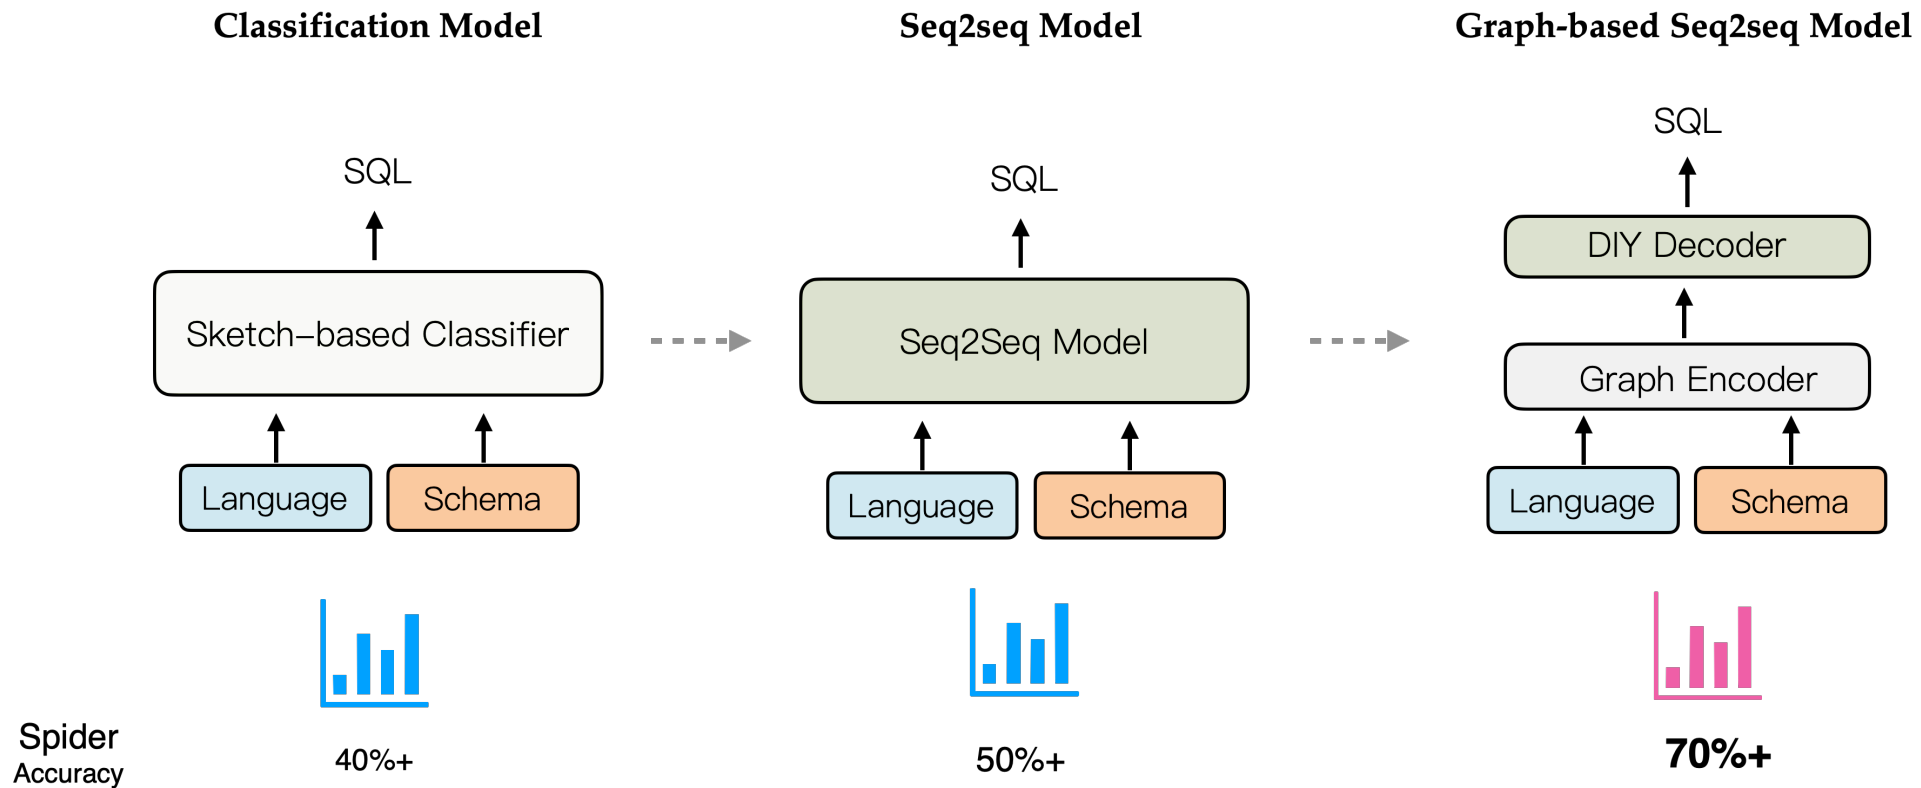 Classification Model
Seq2seq Model
Graph-based Seq2seq Model
SQL
SQL
SQL
Sketch-based Classifier
Seq2Seq Model
DIY Decoder
Graph Encoder
Language
Schema
Language
Schema
Language
Schema
Spider
Accuracy
40%+
50%+
70%+